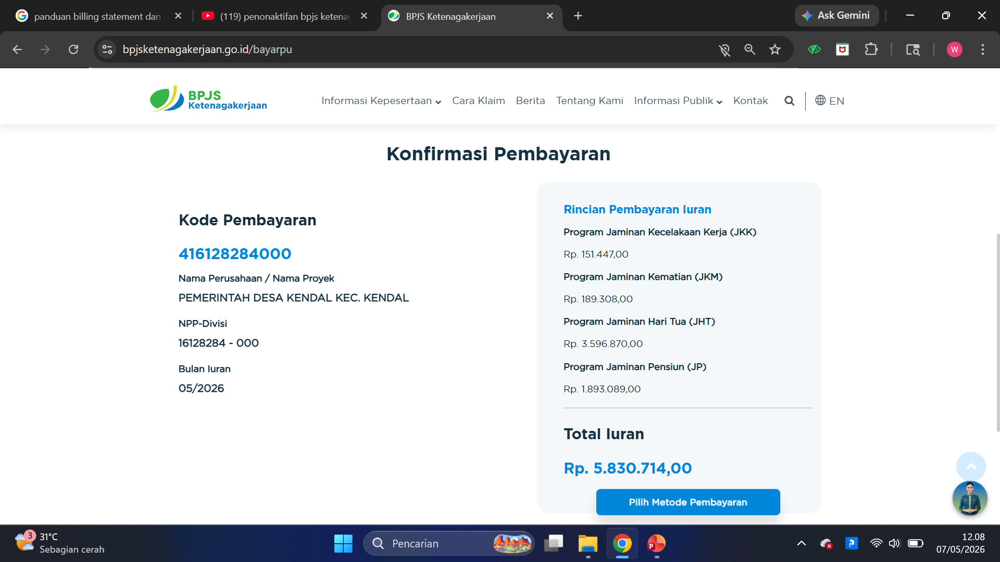 panduan billing statement dan
(119) penonaktifan bpjs ketena
BPJS Ketenagakerjaan
Ask Gemini
bpjsketenagakerjaan.go.id/bayarpu
W
BPJS
Ketenagakerjaan
Informasi Kepesertaan
Cara Klaim
Berita
Tentang Kami
Informasi Publik
Kontak
EN
Konfirmasi Pembayaran
Kode Pembayaran
416128284000
Nama Perusahaan / Nama Proyek
PEMERINTAH DESA KENDAL KEC. KENDAL
NPP-Divisi
16128284 - 000
Bulan Iuran
05/2026
Rincian Pembayaran Iuran
Program Jaminan Kecelakaan Kerja (JKK)
Rp. 151.447,00
Program Jaminan Kematian (JKM)
Rp. 189.308,00
Program Jaminan Hari Tua (JHT)
Rp. 3.596.870,00
Program Jaminan Pensiun (JP)
Rp. 1.893.089,00
Total Iuran
Rp. 5.830.714,00
Pilih Metode Pembayaran
3
31°C
Sebagian cerah
Pencarian
P
12.08
07/05/2026